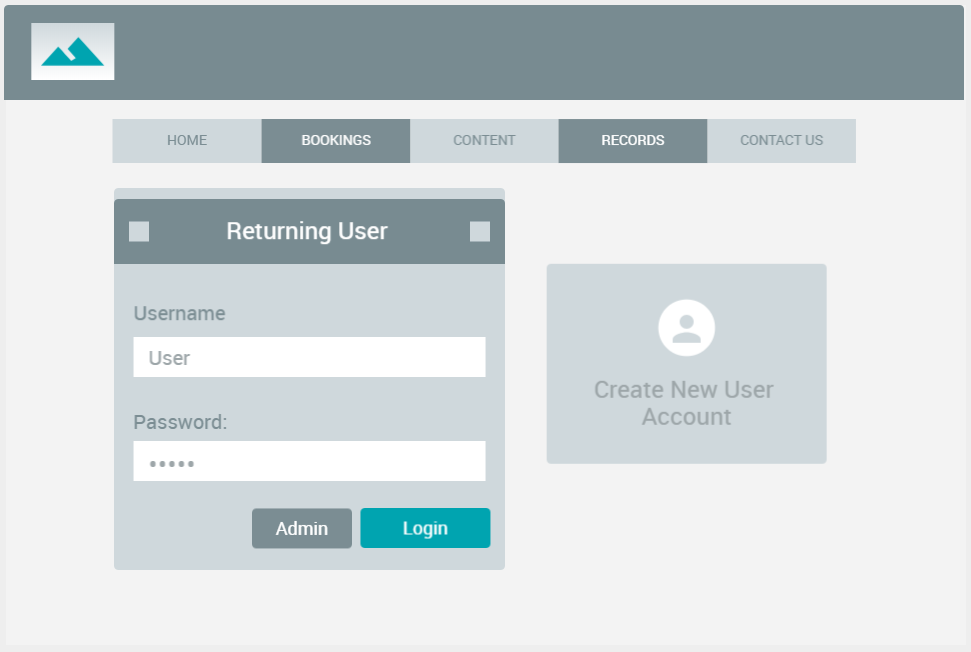 HOME BOOKINGS CONTENT RECORDS CONTACT US
Returning User
Username
User
Password:
•••••
Admin Login
Create New User
Account